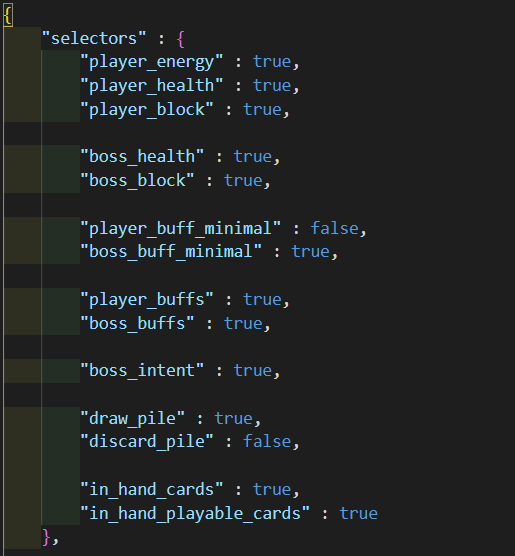 {
"selectors" : {
"player_energy" : true,
"player_health" : true,
"player_block" : true,
"boss_health" : true,
"boss_block" : true,
"player_buff_minimal" : false,
"boss_buff_minimal" : true,
"player_buffs" : true,
"boss_buffs" : true,
"boss_intent" : true,
"draw_pile" : true,
"discard_pile" : false,
"in_hand_cards" : true,
"in_hand_playable_cards" : true
},